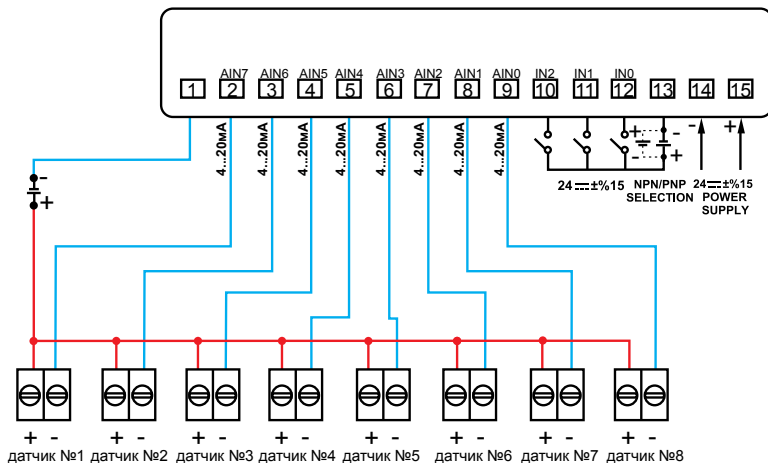 AIN7 AIN6 AIN5 AIN4 AIN3 AIN2 AIN1 AIN0 IN2 IN1 IN0
1 2 3 4 5 6 7 8 9 10 11 12 13 14 15
4...20мА 4...20мА 4...20мА 4...20мА 4...20мА 4...20мА 4...20мА 4...20мА
+ - - +
- +
-
+
24 ⎓ ±%15 NPN/PNP 24 ⎓ ±%15
SELECTION POWER
SUPPLY
+ - + - + - + - + - + - + - + -
датчик №1 датчик №2 датчик №3 датчик №4 датчик №5 датчик №6 датчик №7 датчик №8